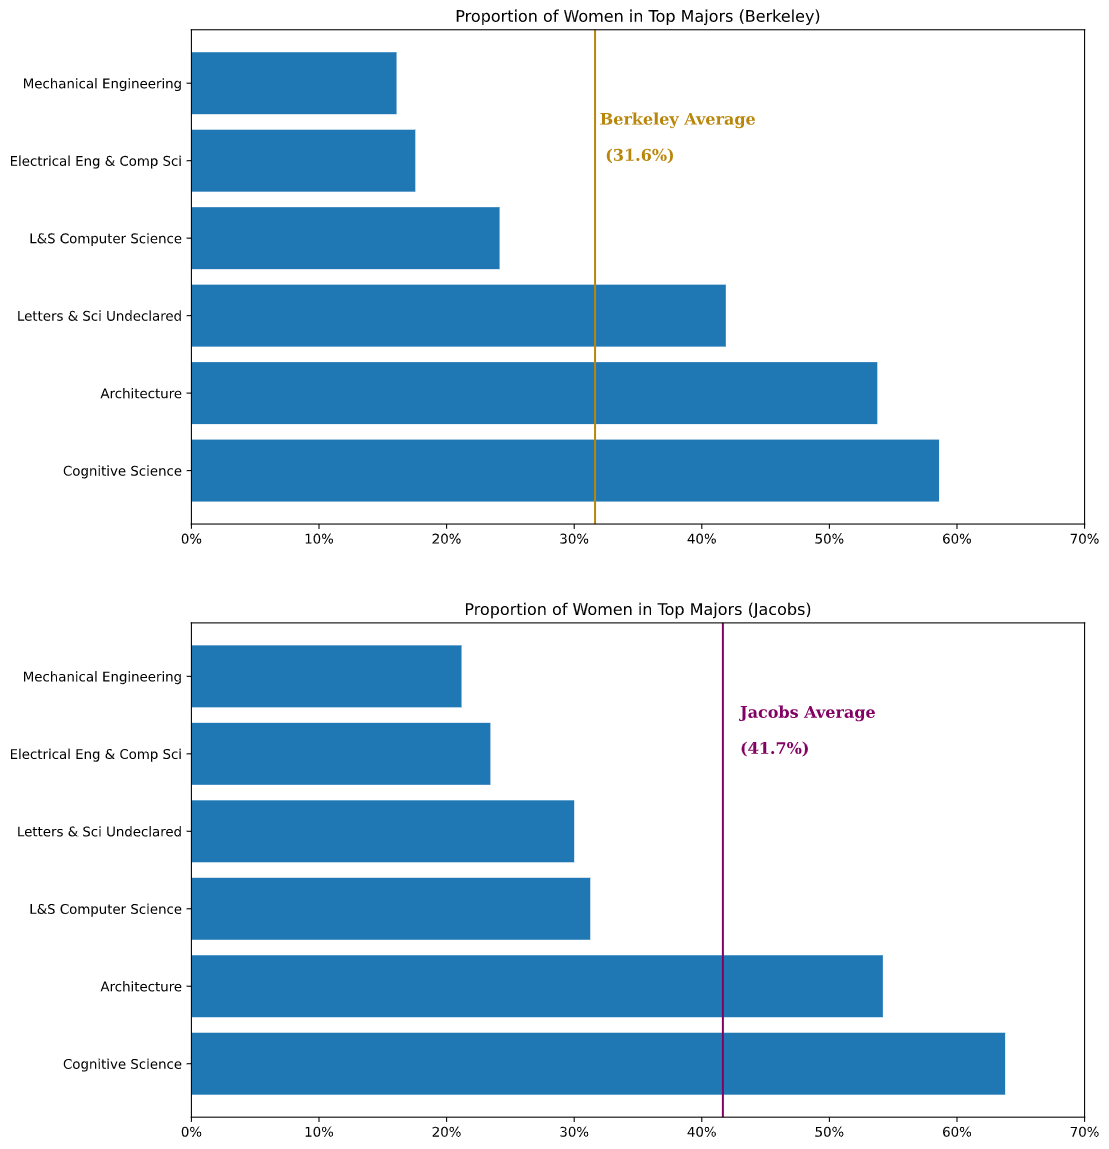 Proportion of Women in Top Majors (Berkeley)
Mechanical Engineering
Electrical Eng & Comp Sci
L&S Computer Science
Letters & Sci Undeclared
Architecture
Cognitive Science
Berkeley Average
(31.6%)
0% 10% 20% 30% 40% 50% 60% 70%
Proportion of Women in Top Majors (Jacobs)
Mechanical Engineering
Electrical Eng & Comp Sci
Letters & Sci Undeclared
L&S Computer Science
Architecture
Cognitive Science
Jacobs Average
(41.7%)
0% 10% 20% 30% 40% 50% 60% 70%